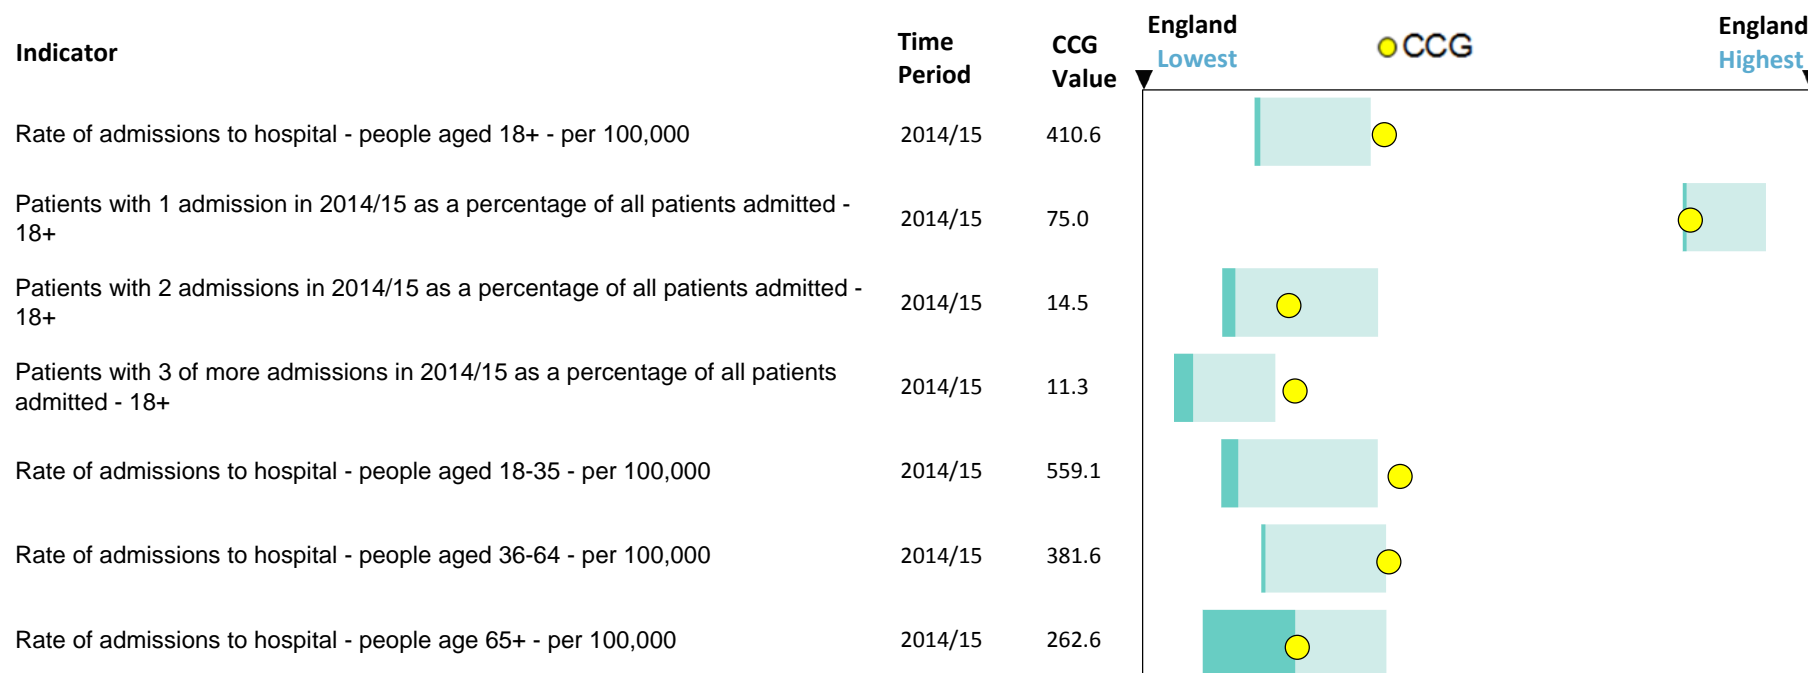 Indicator
Time
Period
CCG
Value
England
Lowest
CCG
England
Highest
Rate of admissions to hospital - people aged 18+ - per 100,000
2014/15
410.6
Patients with 1 admission in 2014/15 as a percentage of all patients admitted -
18+
2014/15
75.0
Patients with 2 admissions in 2014/15 as a percentage of all patients admitted -
18+
2014/15
14.5
Patients with 3 of more admissions in 2014/15 as a percentage of all patients
admitted - 18+
2014/15
11.3
Rate of admissions to hospital - people aged 18-35 - per 100,000
2014/15
559.1
Rate of admissions to hospital - people aged 36-64 - per 100,000
2014/15
381.6
Rate of admissions to hospital - people age 65+ - per 100,000
2014/15
262.6